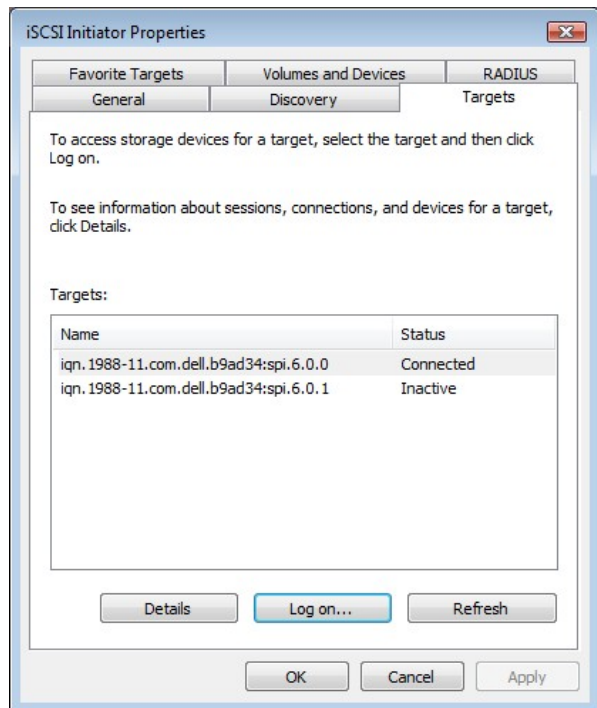 iSCSI Initiator Properties
Favorite Targets
Volumes and Devices
RADIUS
General
Discovery
Targets
To access storage devices for a target, select the target and then click
Log on.
To see information about sessions, connections, and devices for a target,
click Details.
Targets:
Name Status
iqn.1988-11.com.dell.b9ad34:spi.6.0.0 Connected
iqn.1988-11.com.dell.b9ad34:spi.6.0.1 Inactive
Details Log on... Refresh
OK Cancel Apply